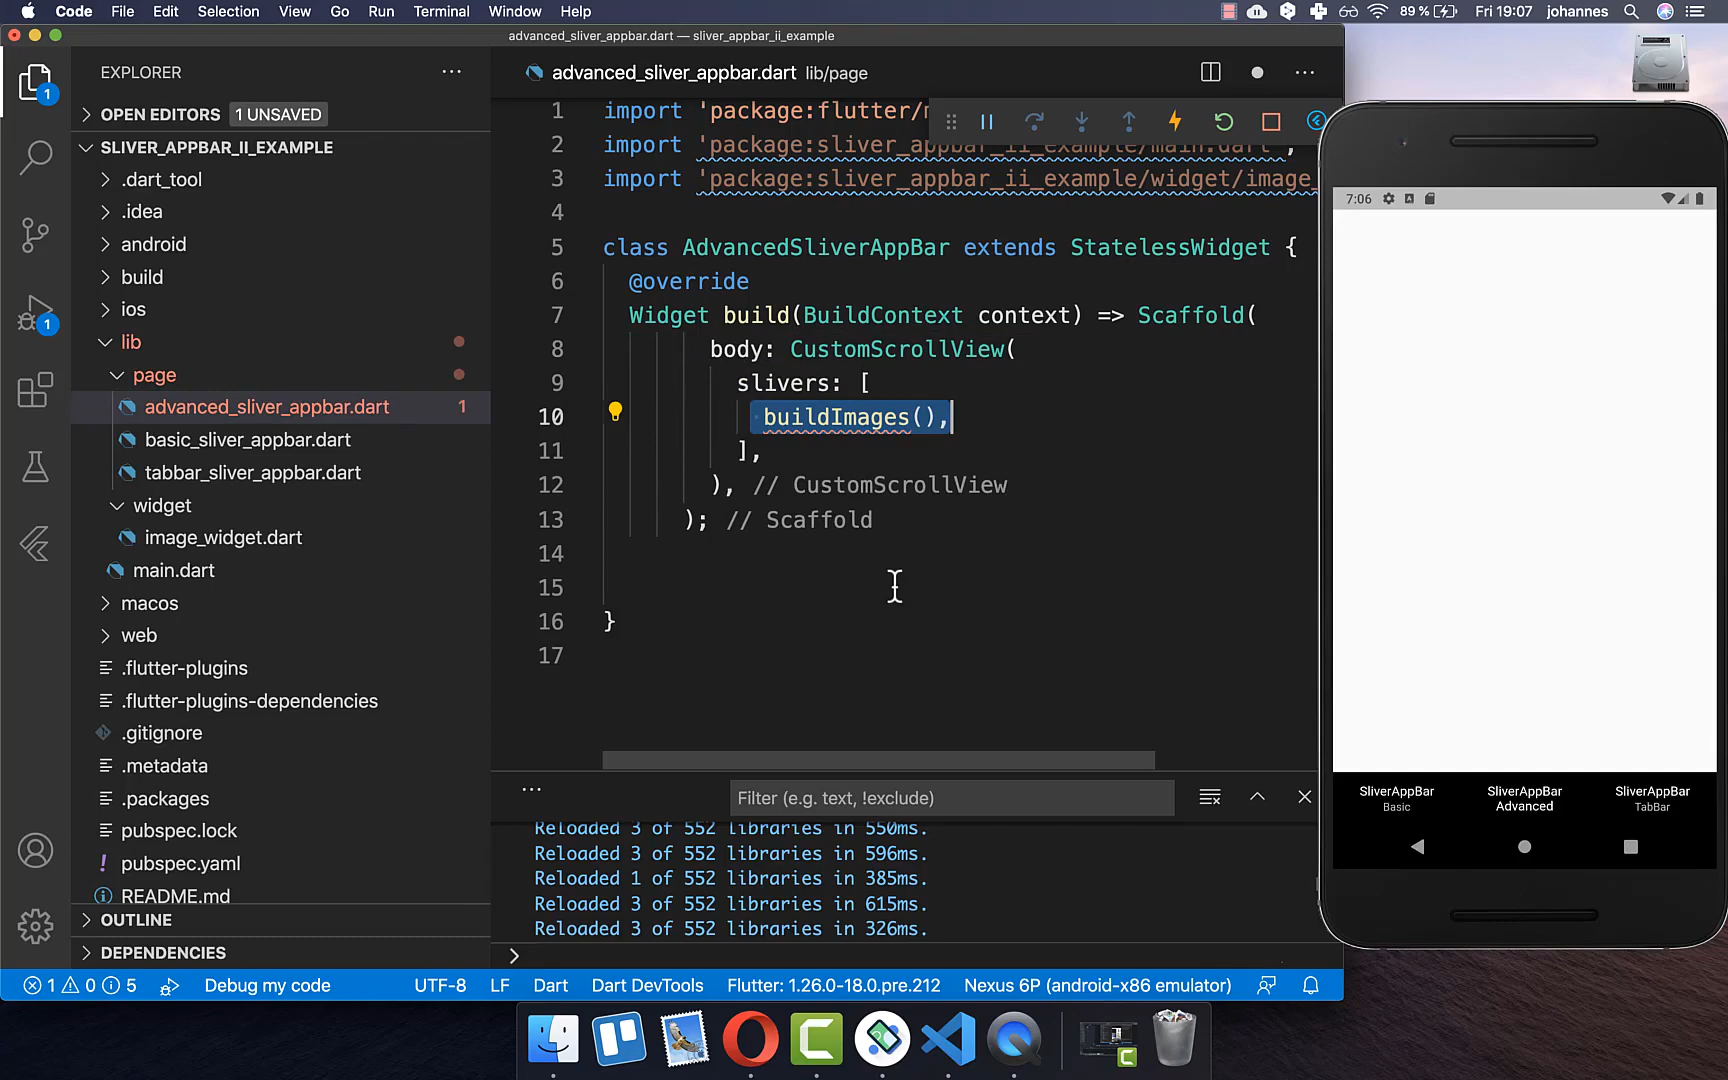 Code File Edit Selection View Go Run Terminal Window Help
89 % Fri 19:07 johannes
advanced_sliver_appbar.dart — sliver_appbar_ii_example
EXPLORER
advanced_sliver_appbar.dart lib/page
OPEN EDITORS 1 UNSAVED
SLIVER_APPBAR_II_EXAMPLE
.dart_tool
.idea
android
build
ios
lib
page
advanced_sliver_appbar.dart 1
basic_sliver_appbar.dart
tabbar_sliver_appbar.dart
widget
image_widget.dart
main.dart
macos
web
.flutter-plugins
.flutter-plugins-dependencies
.gitignore
.metadata
.packages
pubspec.lock
pubspec.yaml
README.md
OUTLINE
DEPENDENCIES
1
1
1 import 'package:flutter/
2 import 'package:sliver_appbar_ii_example/main.dart';
3 import 'package:sliver_appbar_ii_example/widget/image_
4
5 class AdvancedSliverAppBar extends StatelessWidget {
6 @override
7 Widget build(BuildContext context) => Scaffold(
8 body: CustomScrollView(
9 slivers: [
10 buildImages(),
11 ],
12 ), // CustomScrollView
13 ); // Scaffold
14
15
16 }
17
Filter (e.g. text, !exclude)
Reloaded 3 of 552 libraries in 550ms.
Reloaded 3 of 552 libraries in 596ms.
Reloaded 1 of 552 libraries in 385ms.
Reloaded 3 of 552 libraries in 615ms.
Reloaded 3 of 552 libraries in 326ms.
1 0 5 Debug my code UTF-8 LF Dart Dart DevTools Flutter: 1.26.0-18.0.pre.212 Nexus 6P (android-x86 emulator)
7:06
SliverAppBar
Basic
SliverAppBar
Advanced
SliverAppBar
TabBar